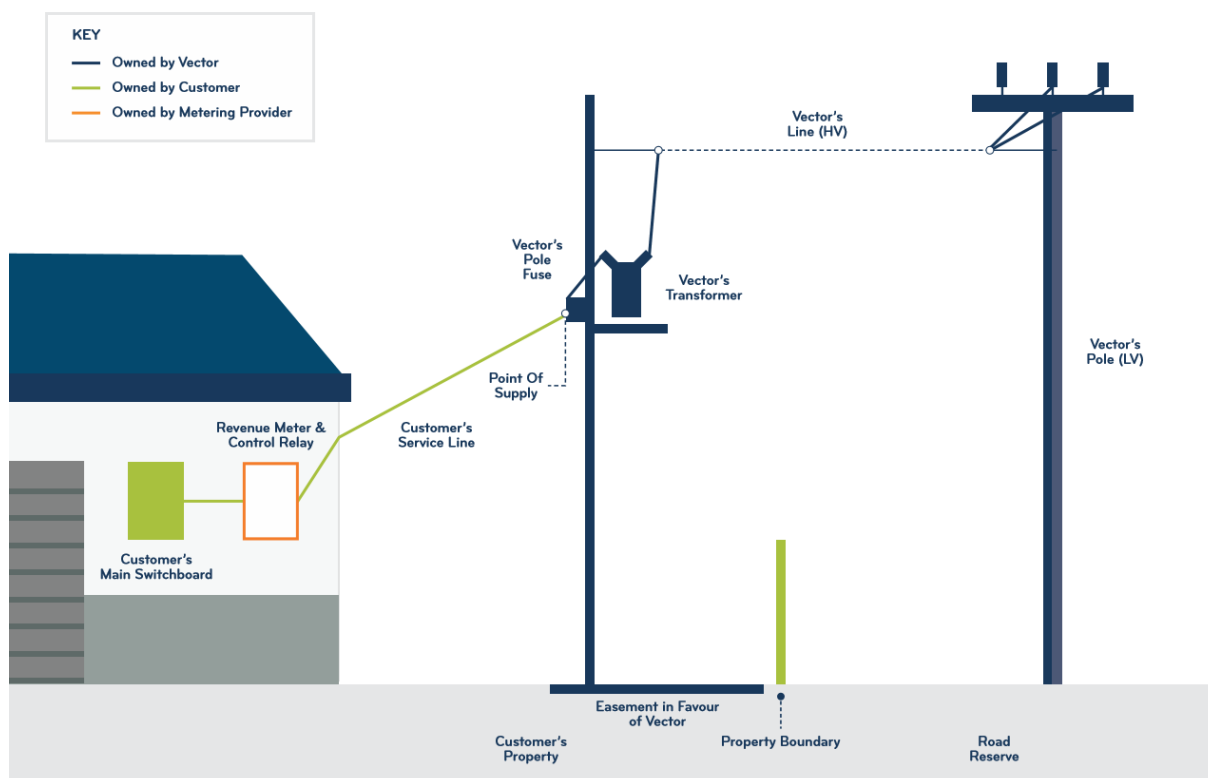 KEY
Owned by Vector
Owned by Customer
Owned by Metering Provider
Vector's
Line (HV)
Vector's
Pole
Fuse
Vector's
Transformer
Vector's
Pole (LV)
Point Of
Supply
Revenue Meter &
Control Relay
Customer's
Service Line
Customer's
Main Switchboard
Easement in Favour
of Vector
Customer's
Property
Property Boundary
Road
Reserve